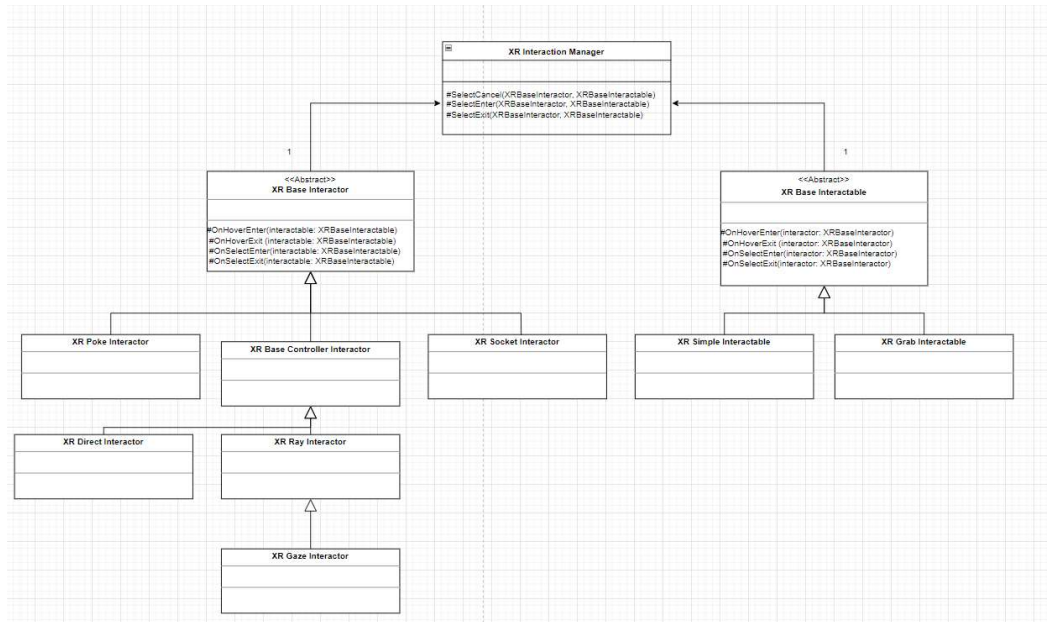 XR Interaction Manager
#SelectCancel(XRBaseInteractor, XRBaseInteractable)
#SelectEnter(XRBaseInteractor, XRBaseInteractable)
#SelectExit(XRBaseInteractor, XRBaseInteractable)
1
1
<<Abstract>>
XR Base Interactor
#OnHoverEnter(interactable: XRBaseInteractable)
#OnHoverExit (interactable: XRBaseInteractable)
#OnSelectEnter(interactable: XRBaseInteractable)
#OnSelectExit(interactable: XRBaseInteractable)
<<Abstract>>
XR Base Interactable
#OnHoverEnter(interactor: XRBaseInteractor)
#OnHoverExit (interactor: XRBaseInteractor)
#OnSelectEnter(interactor: XRBaseInteractor)
#OnSelectExit(interactor: XRBaseInteractor)
XR Poke Interactor
XR Base Controller Interactor
XR Socket Interactor
XR Simple Interactable
XR Grab Interactable
XR Direct Interactor
XR Ray Interactor
XR Gaze Interactor